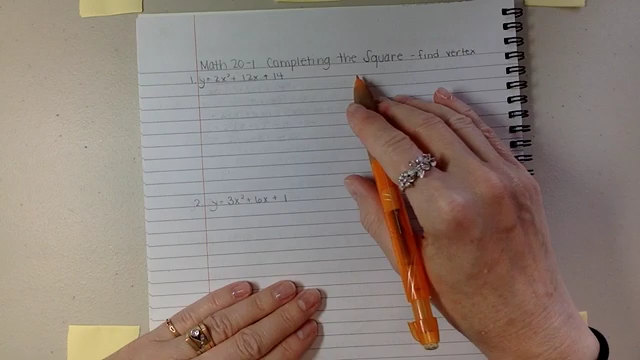 Math 20-1 Completing the Square - find vertex
1. y = 2x² + 12x + 14
2. y = 3x² + 6x + 1